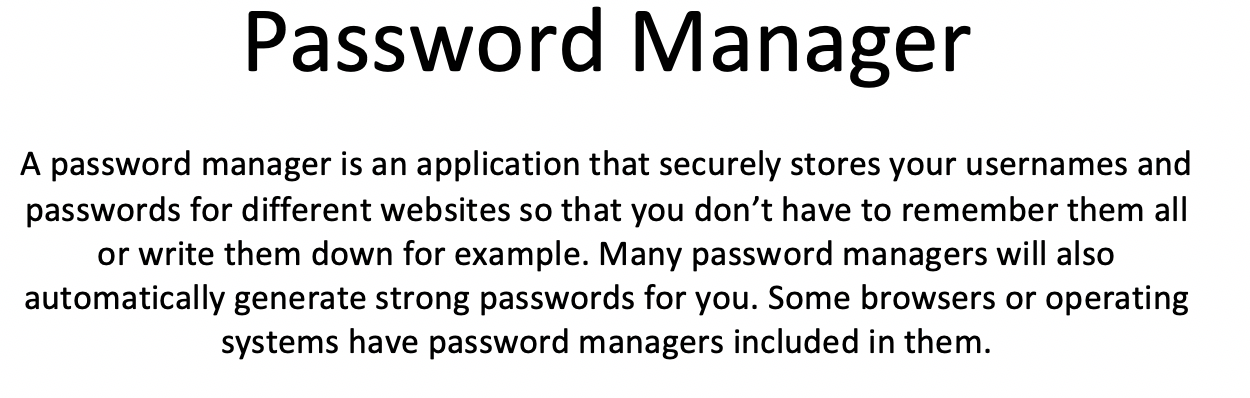 Password Manager
A password manager is an application that securely stores your usernames and
passwords for different websites so that you don’t have to remember them all
or write them down for example. Many password managers will also
automatically generate strong passwords for you. Some browsers or operating
systems have password managers included in them.